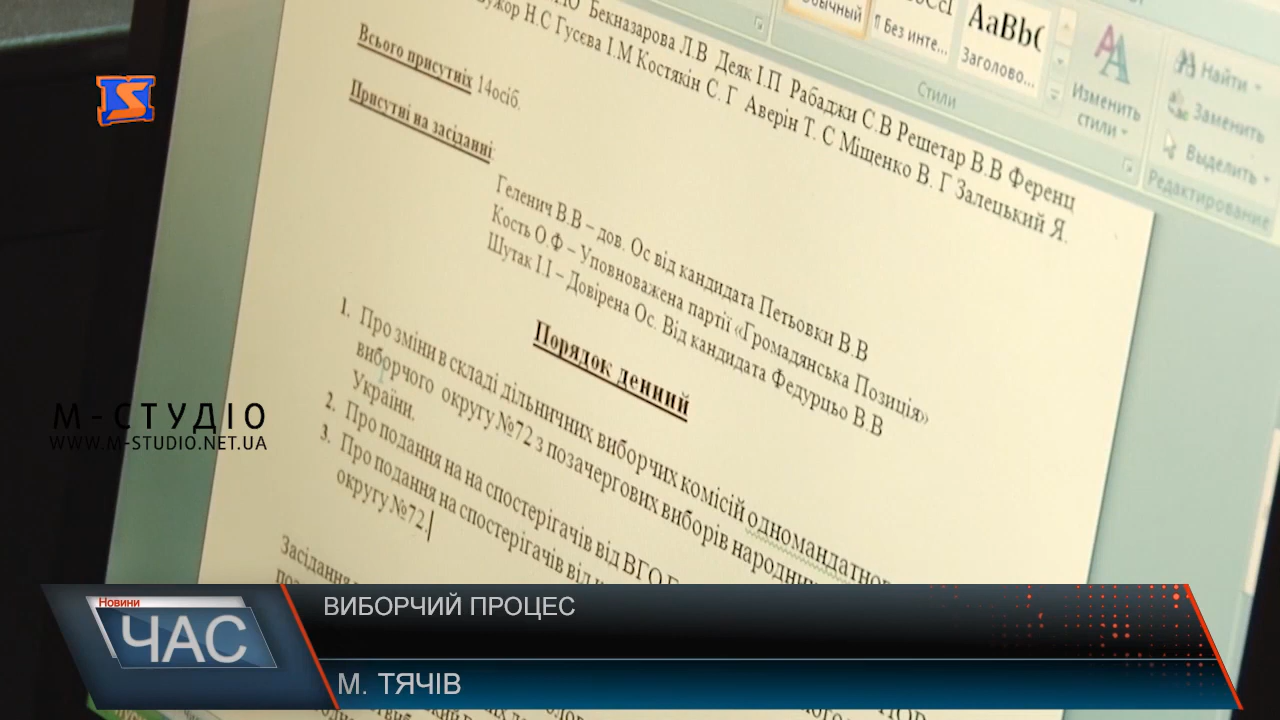 Бекназарова Л.В Деяк І.П Рабаджи С.В Решетар В.В Ференц
Н.С Гусєва І.М Костякін С. Г Аверін Т. С Міщенко В. Г Залецький Я.
Всього присутніх 14осіб.
Присутні на засіданні:
Геленич В.В – дов. Ос від кандидата Петьовки В.В
Кость О.Ф – Уповноважена партії «Громадянська Позиція»
Шутак І.І – Довірена Ос. Від кандидата Федурцьо В.В
Порядок денний
1. Про зміни в складі дільничних виборчих комісій одномандатного
виборчого округу №72 з позачергових виборів народних
України.
2. Про подання на на спостерігачів від ВГО
3. Про подання на спостерігачів від
округу №72.
Засідання
Обычный
¶ Без инте...
AaBbC
Заголово...
Стили
Изменить
стили
Найти
Заменить
Выделить
Редактирование
S
М-СТУДІО
WWW.M-STUDIO.NET.UA
Новини
ЧАС
ВИБОРЧИЙ ПРОЦЕС
М. ТЯЧІВ